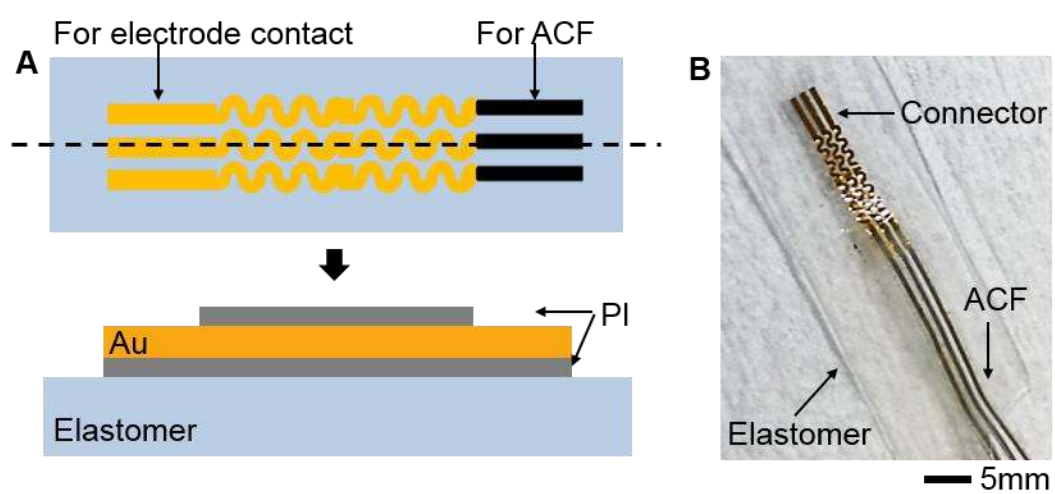 For electrode contact
For ACF
A
B
Connector
PI
Au
ACF
Elastomer
Elastomer
5mm